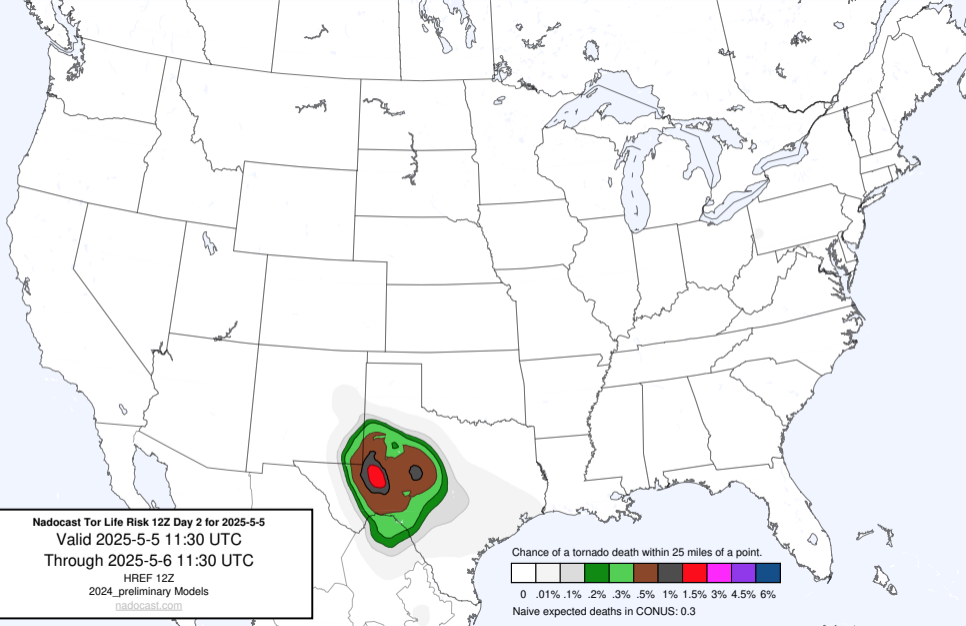 Nadocast Tor Life Risk 12Z Day 2 for 2025-5-5
Valid 2025-5-5 11:30 UTC
Through 2025-5-6 11:30 UTC
HREF 12Z
2024_preliminary Models
nadocast.com
Chance of a tornado death within 25 miles of a point.
0 .01% .1% .2% .3% .5% 1% 1.5% 3% 4.5% 6%
Naive expected deaths in CONUS: 0.3